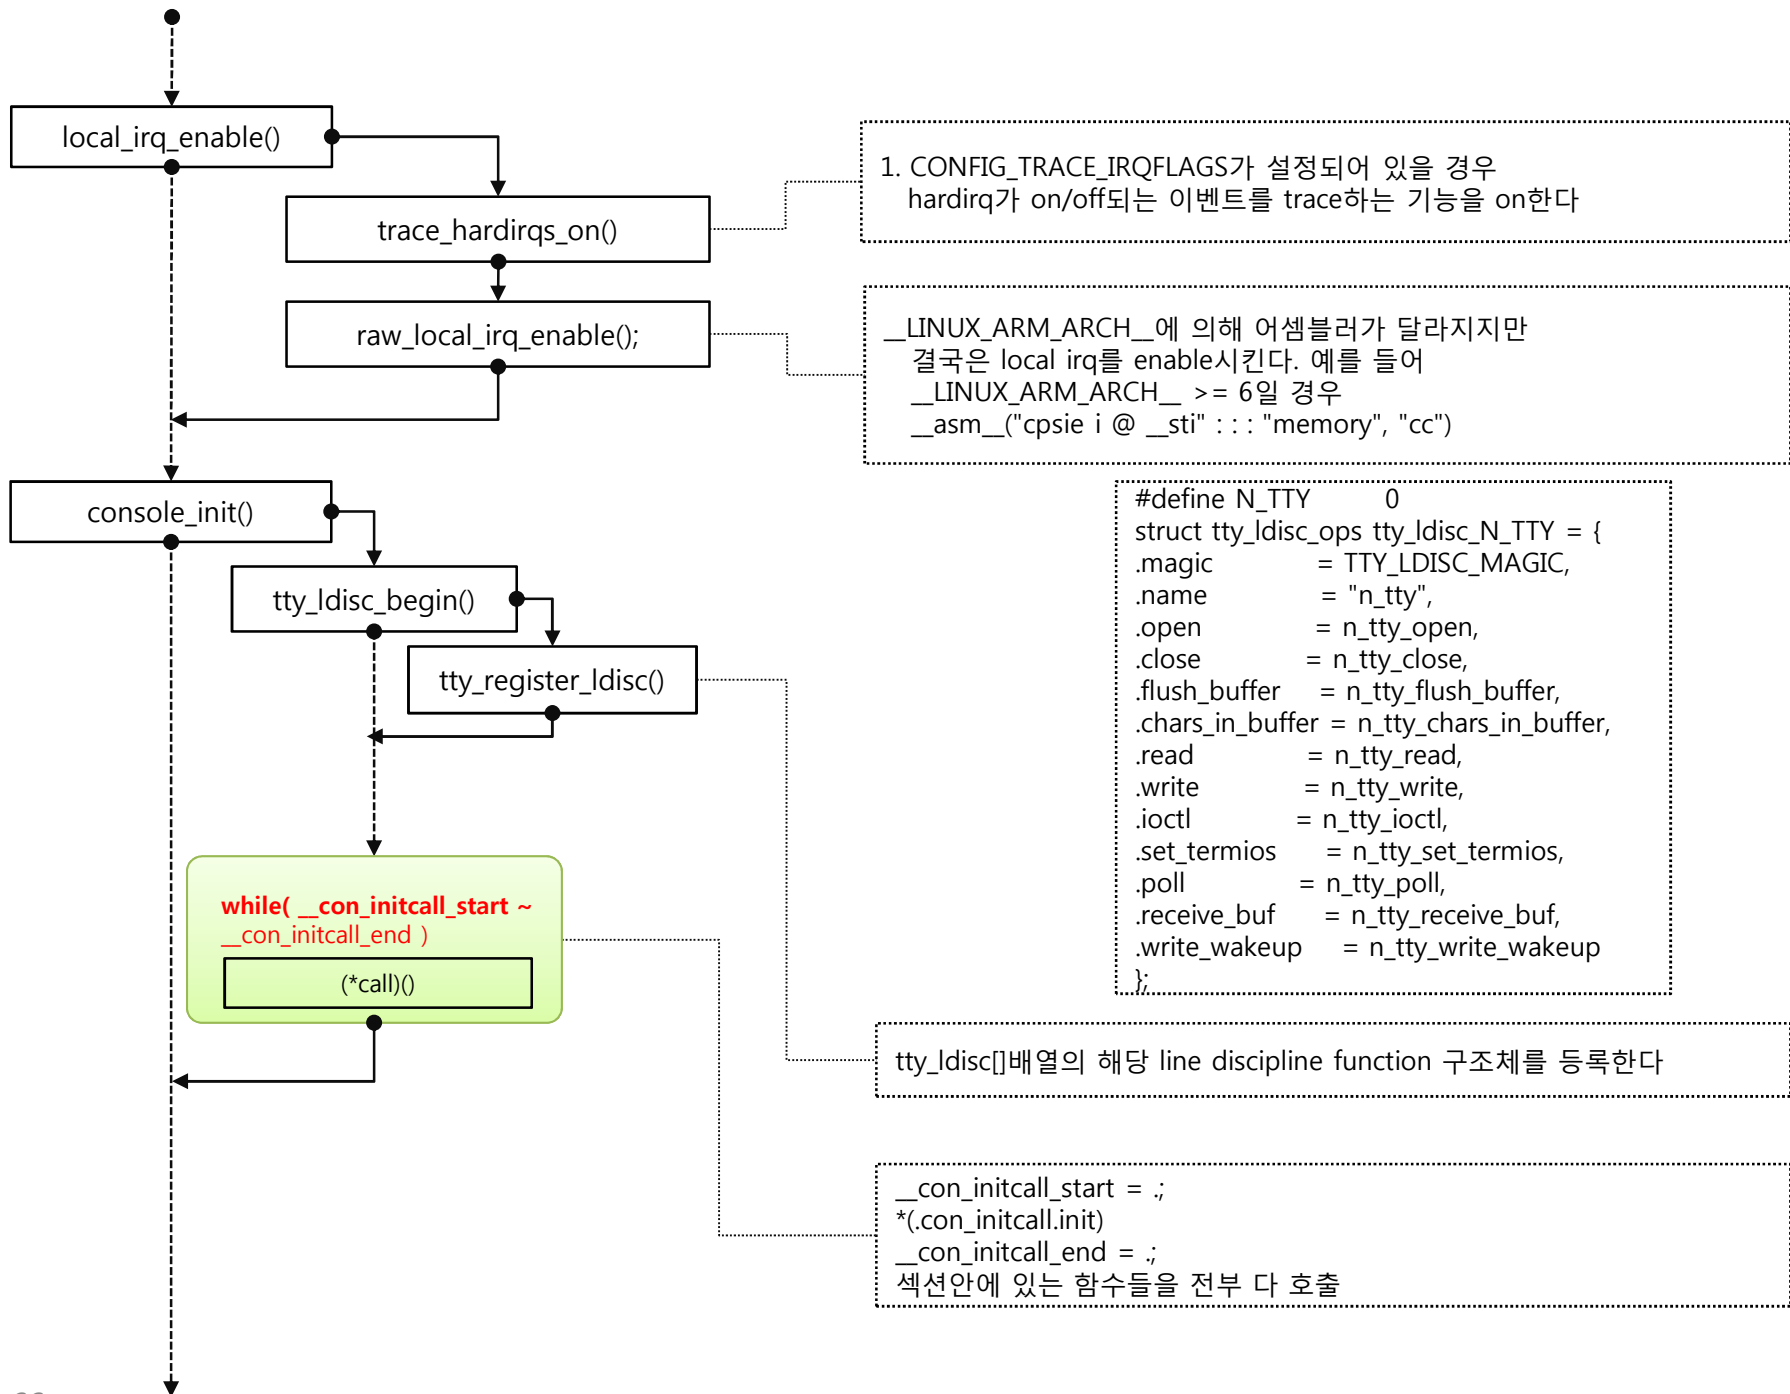 local_irq_enable()
trace_hardirqs_on()
raw_local_irq_enable();
1. CONFIG_TRACE_IRQFLAGS가 설정되어 있을 경우
hardirq가 on/off되는 이벤트를 trace하는 기능을 on한다
__LINUX_ARM_ARCH__에 의해 어셈블러가 달라지지만
결국은 local irq를 enable시킨다. 예를 들어
__LINUX_ARM_ARCH__ >= 6일 경우
__asm__("cpsie i @ __sti" : : : "memory", "cc")
console_init()
tty_ldisc_begin()
tty_register_ldisc()
#define N_TTY 0
struct tty_ldisc_ops tty_ldisc_N_TTY = {
.magic = TTY_LDISC_MAGIC,
.name = "n_tty",
.open = n_tty_open,
.close = n_tty_close,
.flush_buffer = n_tty_flush_buffer,
.chars_in_buffer = n_tty_chars_in_buffer,
.read = n_tty_read,
.write = n_tty_write,
.ioctl = n_tty_ioctl,
.set_termios = n_tty_set_termios,
.poll = n_tty_poll,
.receive_buf = n_tty_receive_buf,
.write_wakeup = n_tty_write_wakeup
};
while( __con_initcall_start ~
__con_initcall_end )
(*call)()
tty_ldisc[]배열의 해당 line discipline function 구조체를 등록한다
__con_initcall_start = .;
*(.con_initcall.init)
__con_initcall_end = .;
섹션안에 있는 함수들을 전부 다 호출